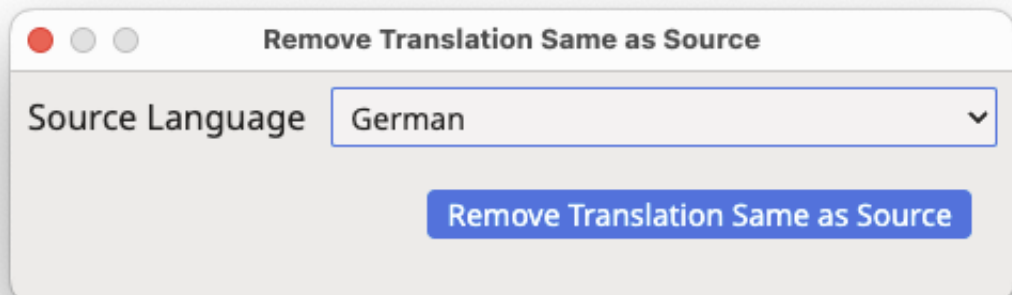 Remove Translation Same as Source
Source Language German
Remove Translation Same as Source